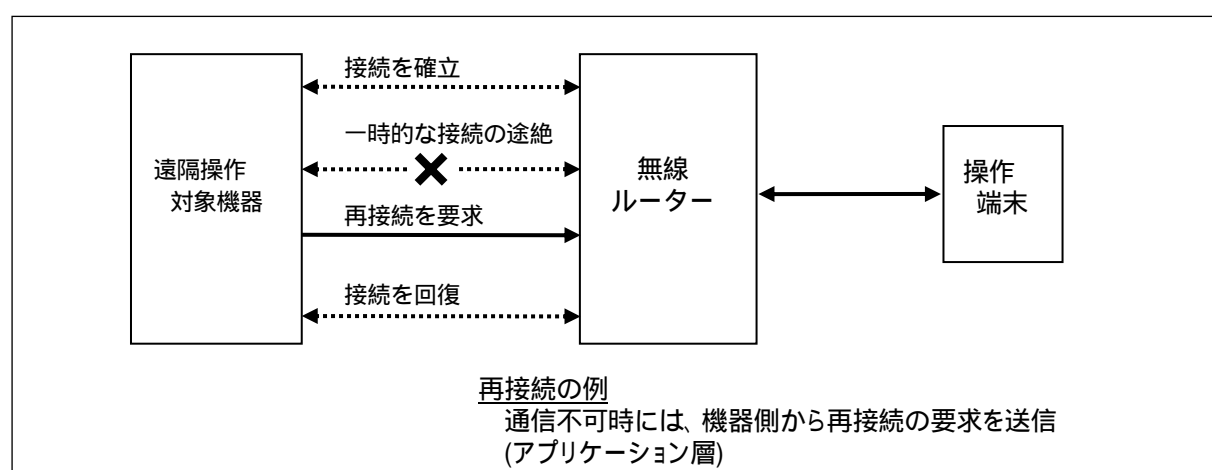 接続を確立
一時的な接続の途絶
遠隔操作
対象機器
再接続を要求
接続を回復
無線
ルーター
操作
端末
再接続の例
通信不可時には、機器側から再接続の要求を送信
(アプリケーション層)